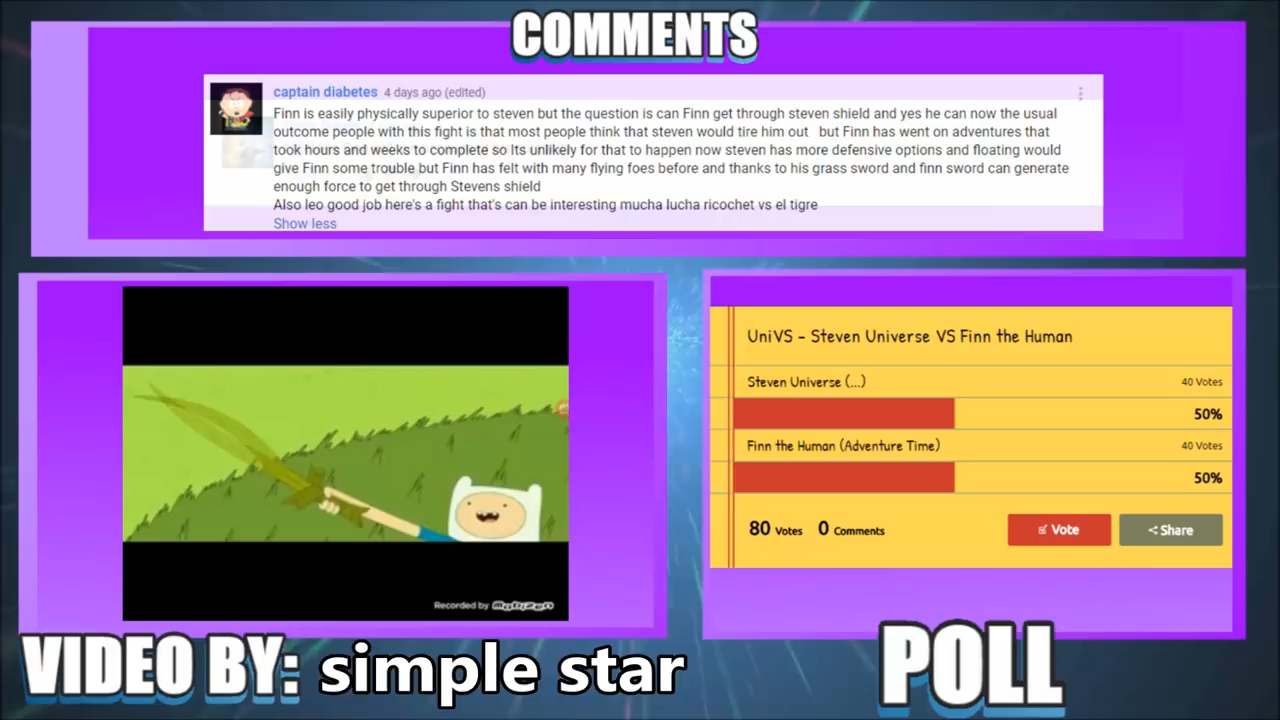 COMMENTS
captain diabetes 4 days ago (edited)
Finn is easily physically superior to steven but the question is can Finn get through steven shield and yes he can now the usual
outcome people with this fight is that most people think that steven would tire him out but Finn has went on adventures that
took hours and weeks to complete so Its unlikely for that to happen now steven has more defensive options and floating would
give Finn some trouble but Finn has felt with many flying foes before and thanks to his grass sword and finn sword can generate
enough force to get through Stevens shield
Also leo good job here's a fight that's can be interesting mucha lucha ricochet vs el tigre
Show less
Recorded by Mobizen
VIDEO BY: simple star
UniVS - Steven Universe VS Finn the Human
Steven Universe (...) 40 Votes
50%
Finn the Human (Adventure Time) 40 Votes
50%
80 Votes 0 Comments Vote Share
POLL